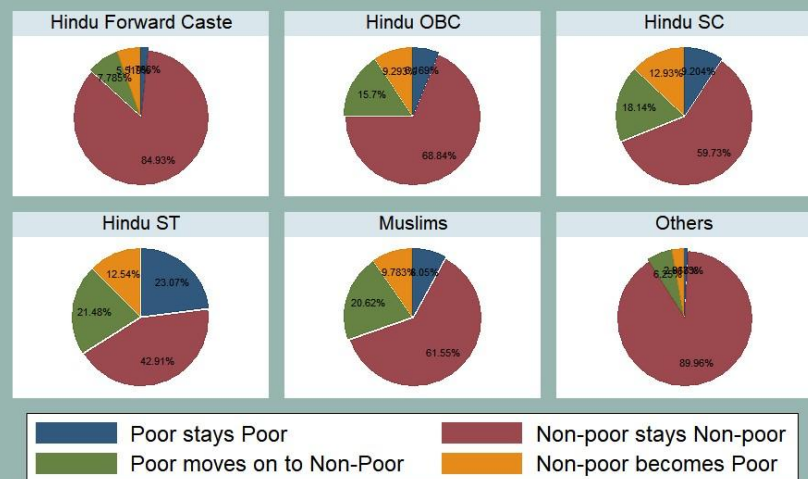 Hindu Forward Caste
Hindu OBC
Hindu SC
7.785%
84.93%
9.293%
15.7%
68.84%
12.93%
9.204%
18.14%
59.73%
Hindu ST
Muslims
Others
12.54%
23.07%
21.48%
42.91%
9.783%
8.05%
20.62%
61.55%
6.25%
89.96%
Poor stays Poor
Non-poor stays Non-poor
Poor moves on to Non-Poor
Non-poor becomes Poor